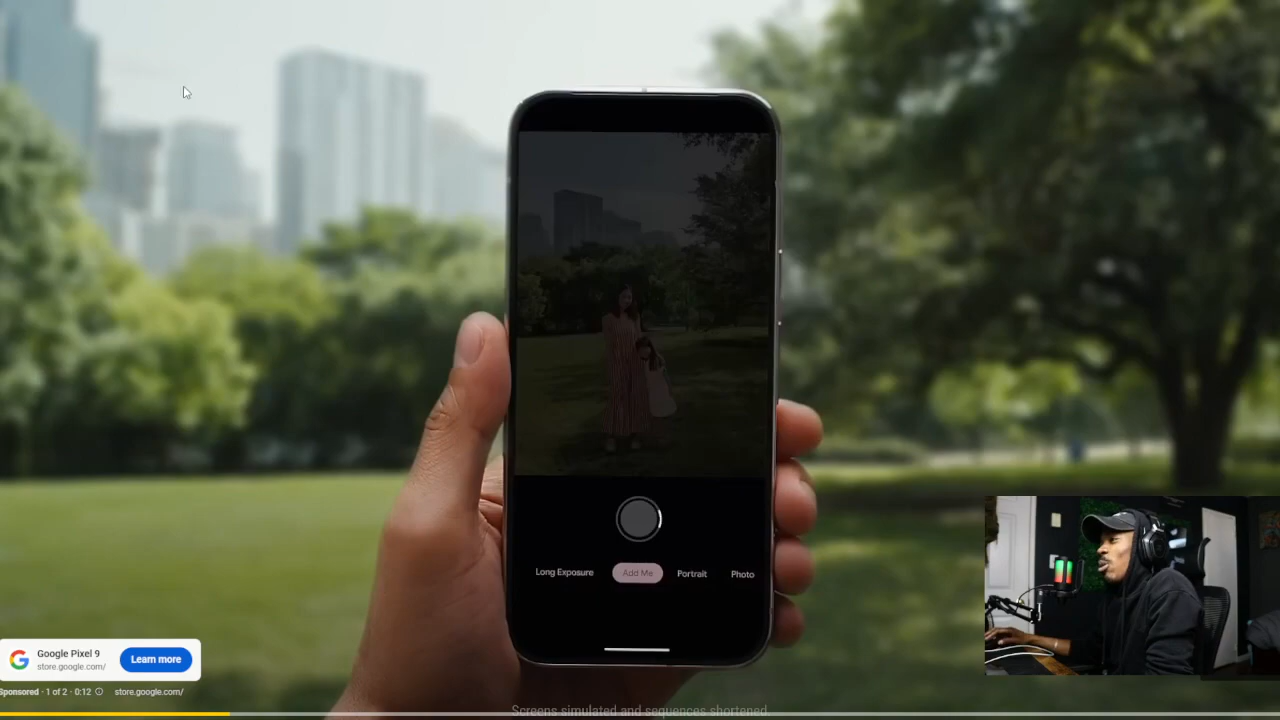 Long Exposure
Add Me
Portrait
Photo
Google Pixel 9
store.google.com/
Learn more
Sponsored · 1 of 2 · 0:12
store.google.com/
Screens simulated and sequences shortened.